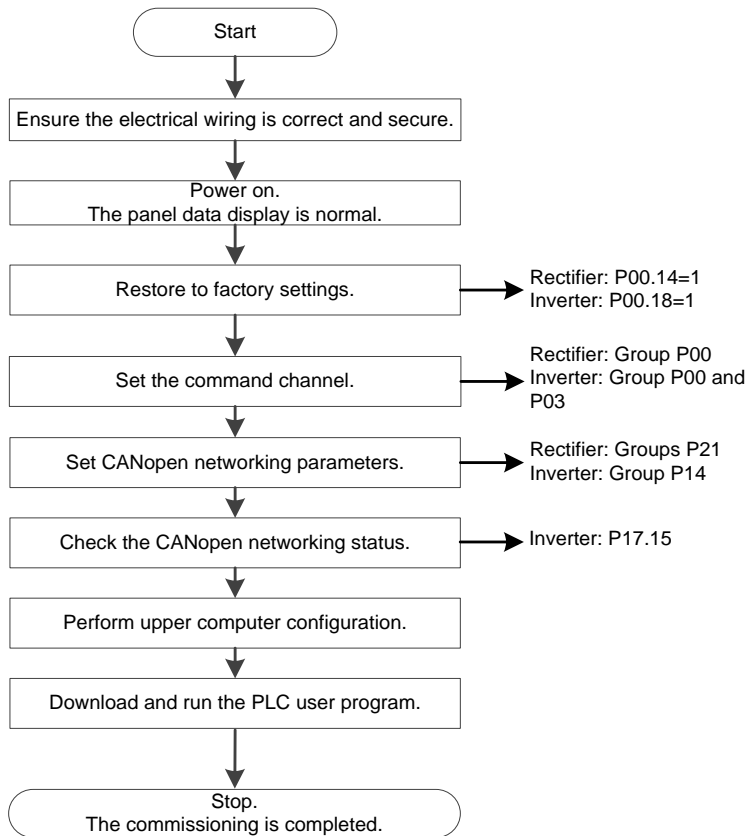 Start
Ensure the electrical wiring is correct and secure.
Power on.
The panel data display is normal.
Restore to factory settings.
Rectifier: P00.14=1
Inverter: P00.18=1
Set the command channel.
Rectifier: Group P00
Inverter: Group P00 and
P03
Set CANopen networking parameters.
Rectifier: Groups P21
Inverter: Group P14
Check the CANopen networking status.
Inverter: P17.15
Perform upper computer configuration.
Download and run the PLC user program.
Stop.
The commissioning is completed.